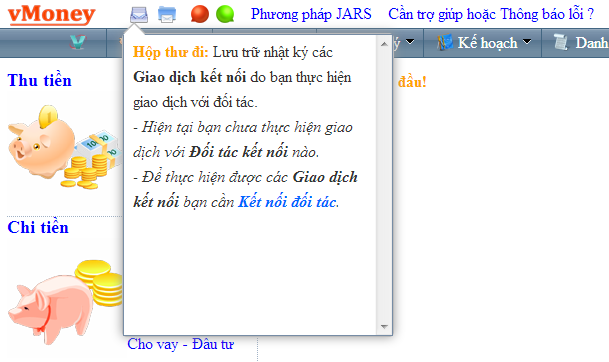 vMoney Phương pháp JARS Cần trợ giúp hoặc Thông báo lỗi ?
lý Kế hoạch Danh
Thu tiền
Hộp thư đi: Lưu trữ nhật ký các
Giao dịch kết nối do bạn thực hiện
giao dịch với đối tác.
- Hiện tại bạn chưa thực hiện giao
dịch với Đối tác kết nối nào.
- Để thực hiện được các Giao dịch
kết nối bạn cần Kết nối đối tác.
đầu!
Chi tiền
Cho vay - Đầu tư